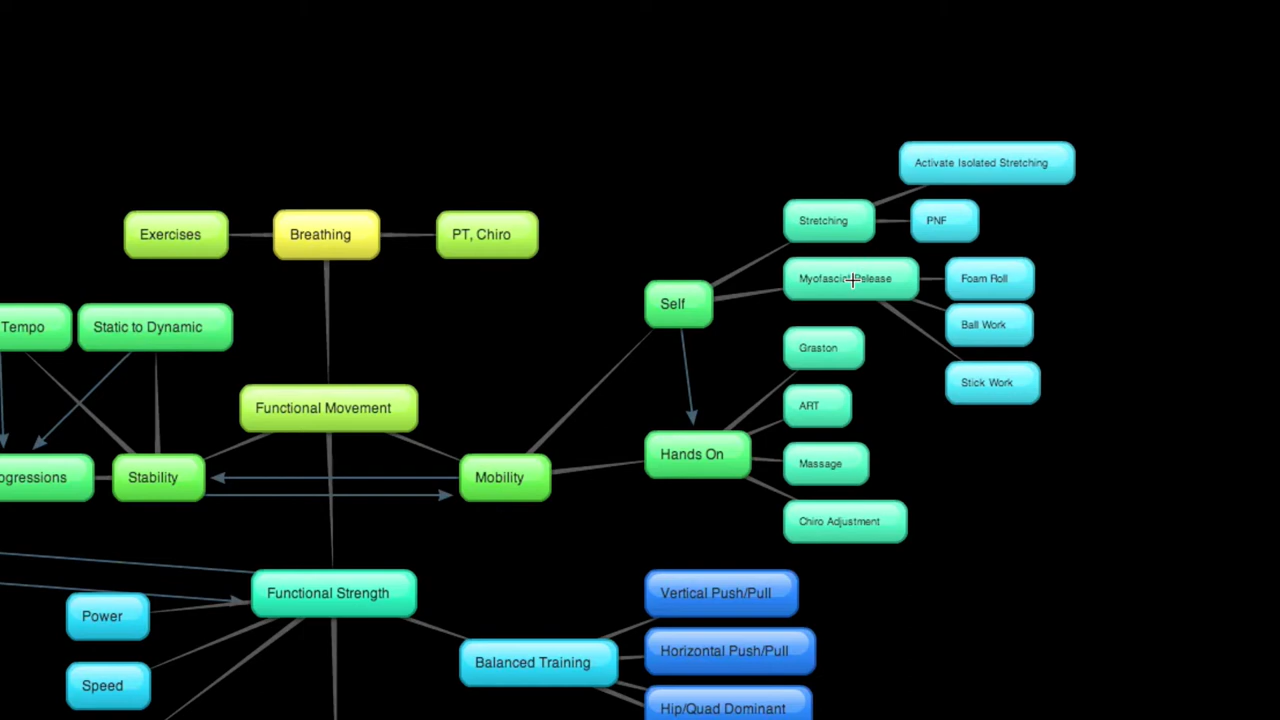 Activate Isolated Stretching
Stretching
PNF
Exercises
Breathing
PT, Chiro
Myofascial Release
Foam Roll
Self
Tempo
Static to Dynamic
Ball Work
Graston
Stick Work
Functional Movement
ART
Hands On
Massage
ogressions
Stability
Mobility
Chiro Adjustment
Functional Strength
Vertical Push/Pull
Power
Horizontal Push/Pull
Balanced Training
Speed
Hip/Quad Dominant